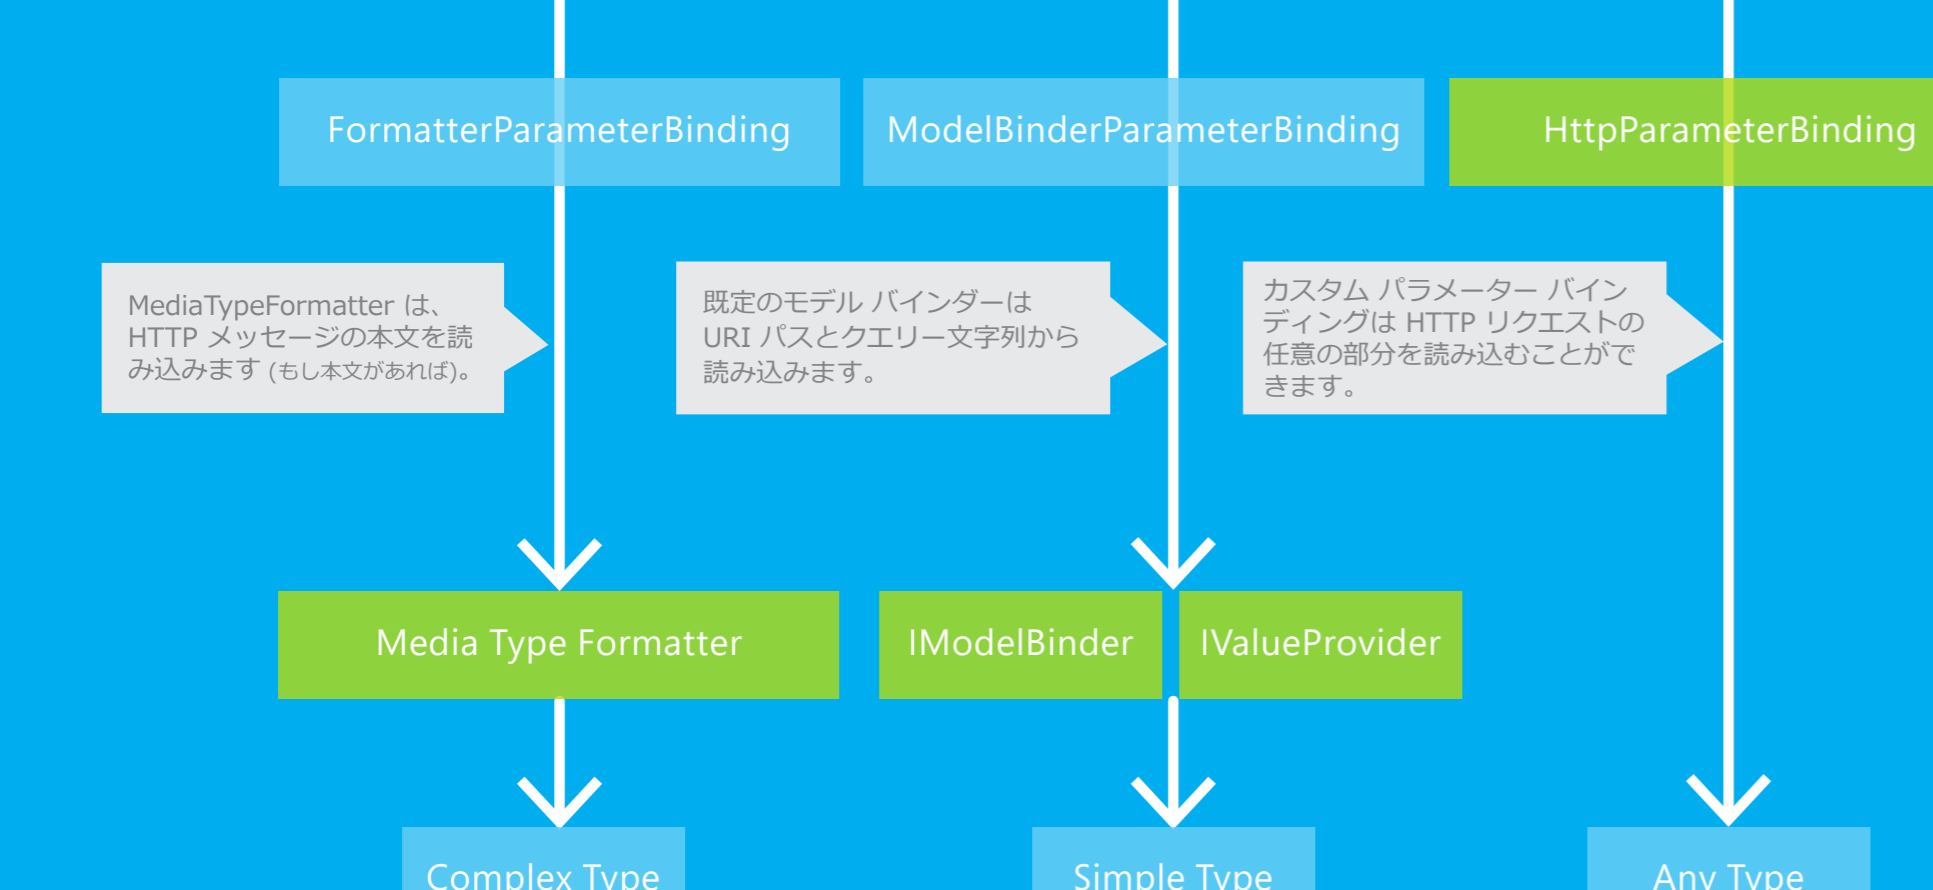 FormatterParameterBinding
ModelBinderParameterBinding
HttpParameterBinding
MediaTypeFormatter は、
HTTP メッセージの本文を読
み込みます (もし本文があれば)。
既定のモデル バインダーは
URI パスとクエリー文字列から
読み込みます。
カスタム パラメーター バイン
ディングは HTTP リクエストの
任意の部分を読み込むことがで
きます。
Media Type Formatter
IModelBinder
IValueProvider
Complex Type
Simple Type
Any Type